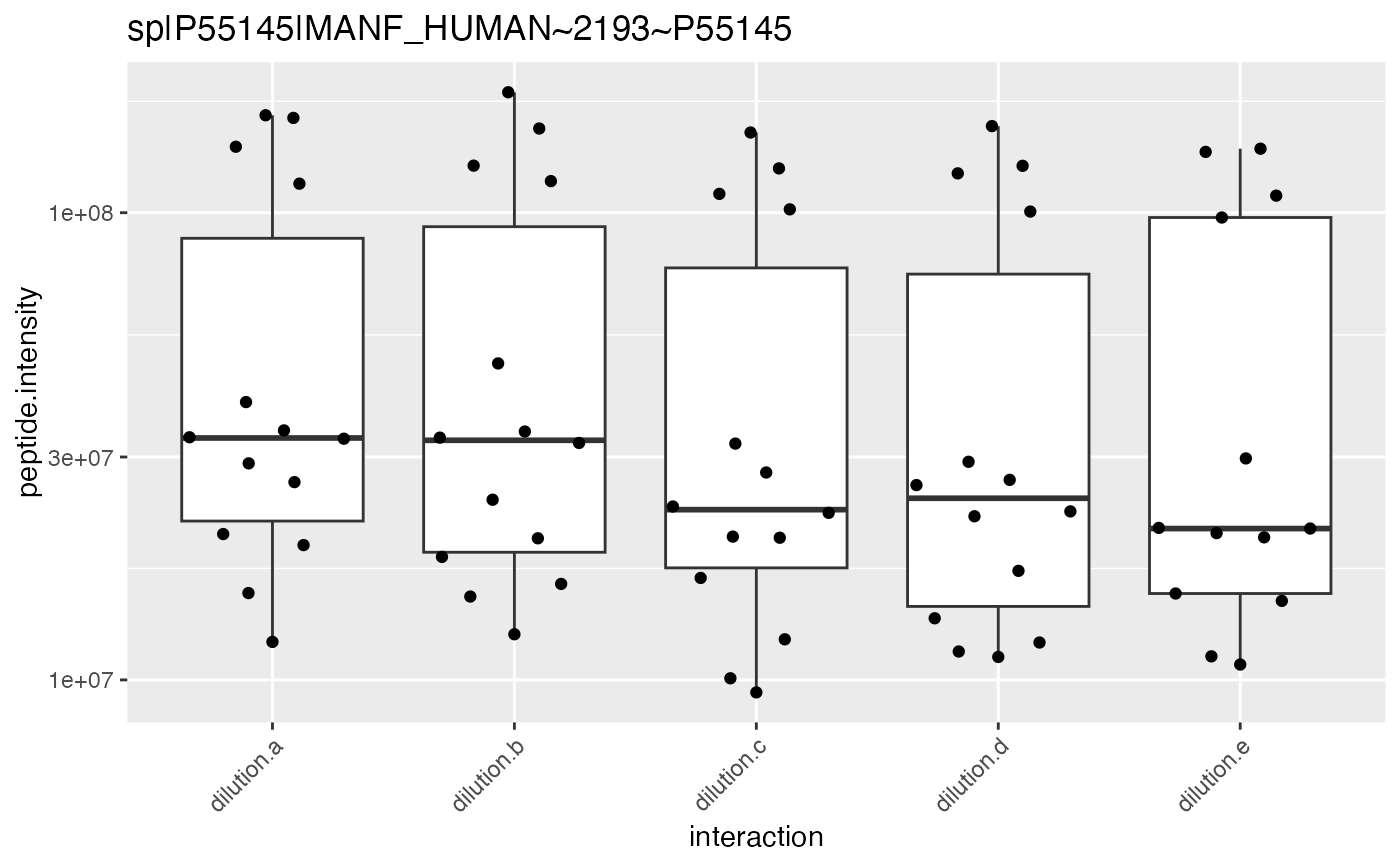 sp|P55145|MANF_HUMAN~2193~P55145
peptide.intensity
1e+08
3e+07
1e+07
dilution.a
dilution.b
dilution.c
dilution.d
dilution.e
interaction